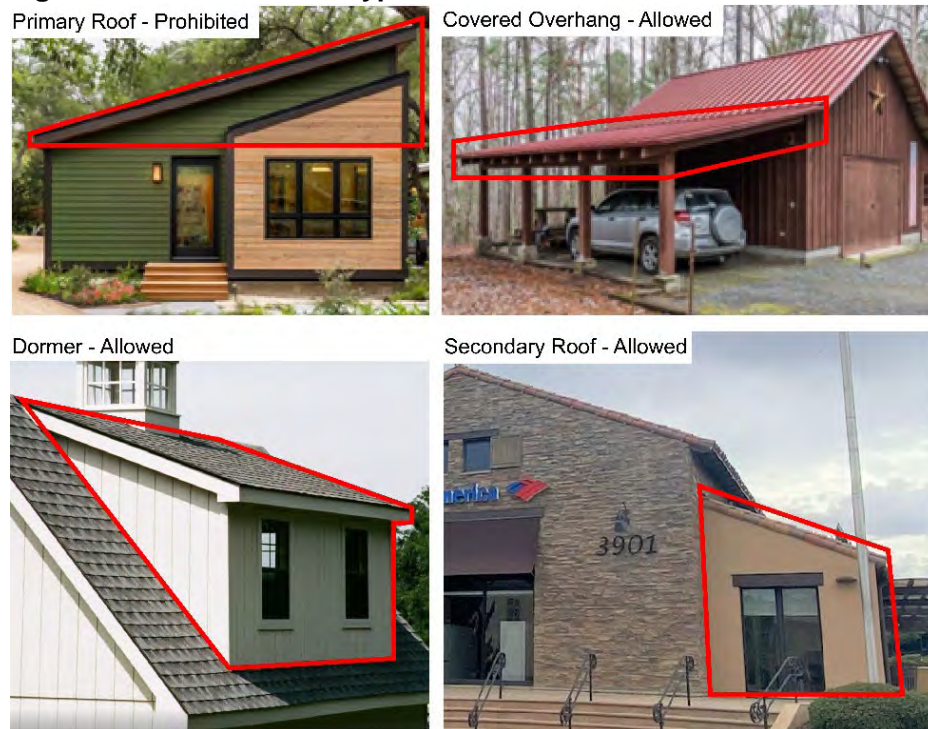 Primary Roof - Prohibited
Covered Overhang - Allowed
Dormer - Allowed
Secondary Roof - Allowed
3901